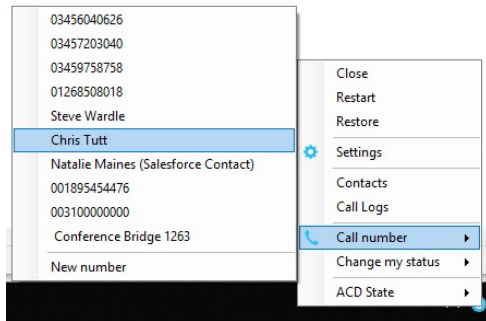 03456040626
03457203040
03459758758
01268508018
Steve Wardle
Chris Tutt
Natalie Maines (Salesforce Contact)
001895454476
003100000000
Conference Bridge 1263
New number
Close
Restart
Restore
Settings
Contacts
Call Logs
Call number
Change my status
ACD State